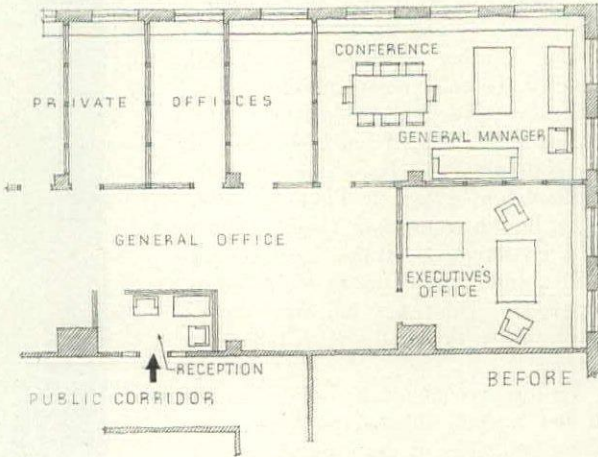 CONFERENCE
PRIVATE OFFICES
GENERAL MANAGER
GENERAL OFFICE
EXECUTIVE'S
OFFICE
RECEPTION
BEFORE
PUBLIC CORRIDOR